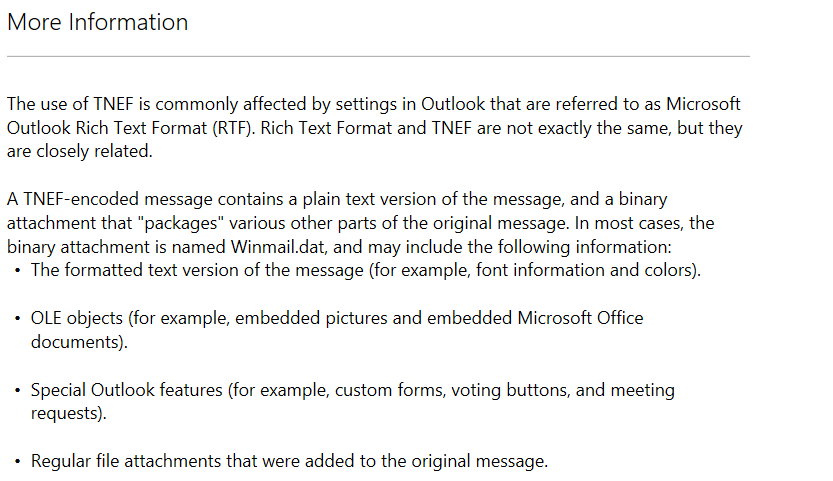 More Information
The use of TNEF is commonly affected by settings in Outlook that are referred to as Microsoft
Outlook Rich Text Format (RTF). Rich Text Format and TNEF are not exactly the same, but they
are closely related.
A TNEF-encoded message contains a plain text version of the message, and a binary
attachment that "packages" various other parts of the original message. In most cases, the
binary attachment is named Winmail.dat, and may include the following information:
• The formatted text version of the message (for example, font information and colors).
• OLE objects (for example, embedded pictures and embedded Microsoft Office
documents).
• Special Outlook features (for example, custom forms, voting buttons, and meeting
requests).
• Regular file attachments that were added to the original message.